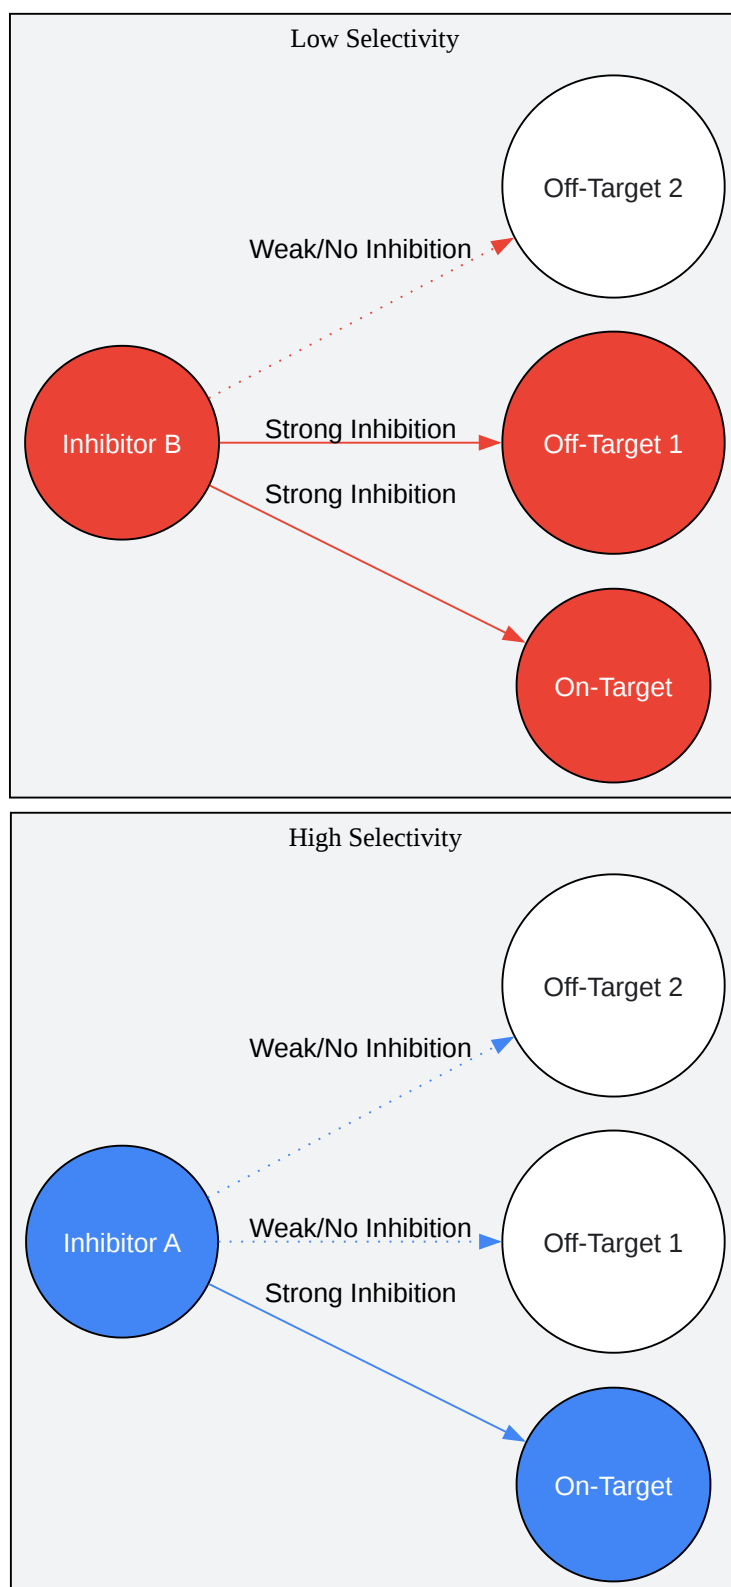 Low Selectivity
Off-Target 2
Weak/No Inhibition
Strong Inhibition
Inhibitor B
Off-Target 1
Strong Inhibition
On-Target
High Selectivity
Off-Target 2
Weak/No Inhibition
Weak/No Inhibition
Inhibitor A
Off-Target 1
Strong Inhibition
On-Target